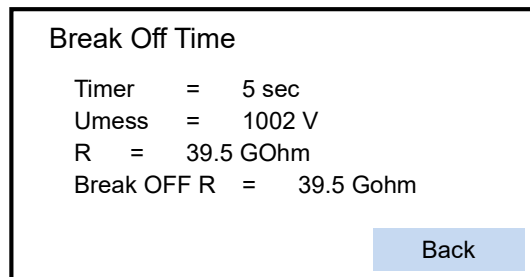 Break Off Time
Timer = 5 sec
Umess = 1002 V
R = 39.5 GOhm
Break OFF R = 39.5 Gohm
Back